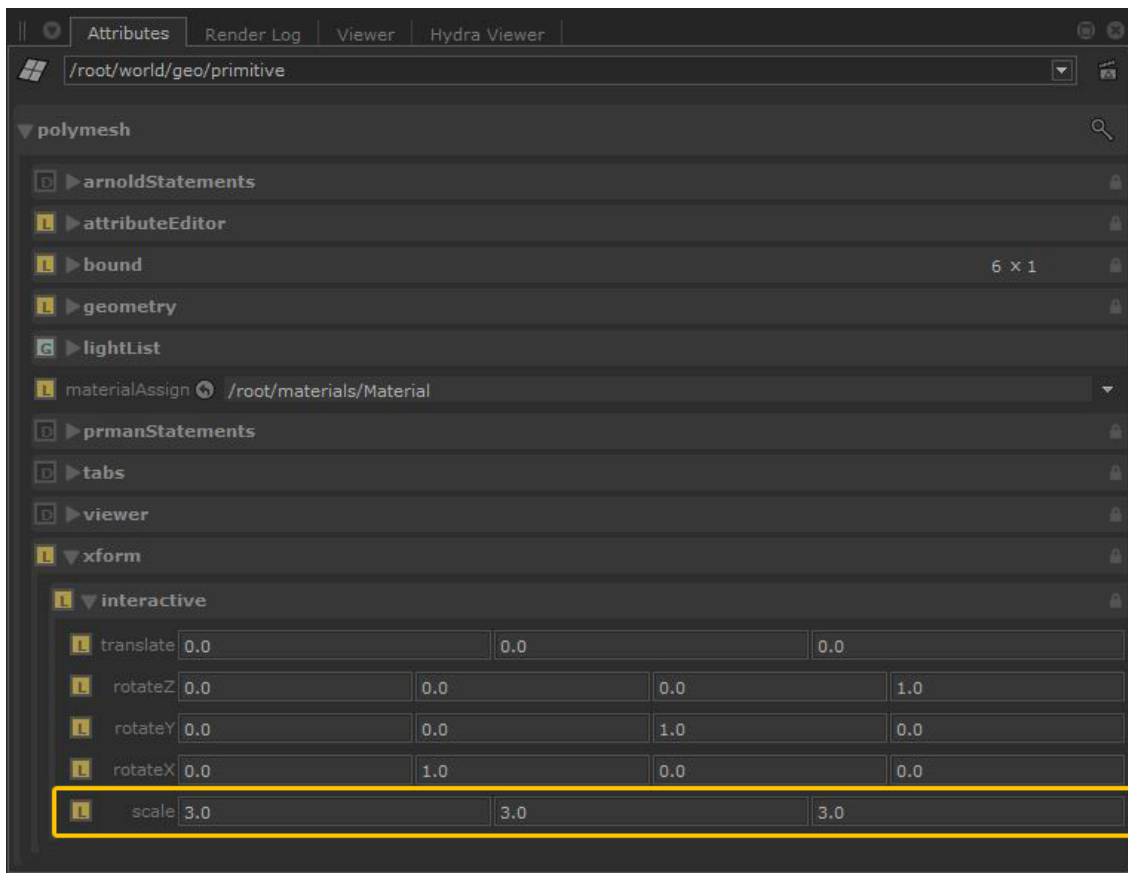 Attributes Render Log Viewer Hydra Viewer
/root/world/geo/primitive
polymesh
D arnoldStatements
L attributeEditor
L bound 6 × 1
L geometry
G lightList
L materialAssign /root/materials/Material
D prmanStatements
D tabs
D viewer
L xform
L interactive
L translate 0.0 0.0 0.0
L rotateZ 0.0 0.0 0.0 1.0
L rotateY 0.0 0.0 1.0 0.0
L rotateX 0.0 1.0 0.0 0.0
L scale 3.0 3.0 3.0